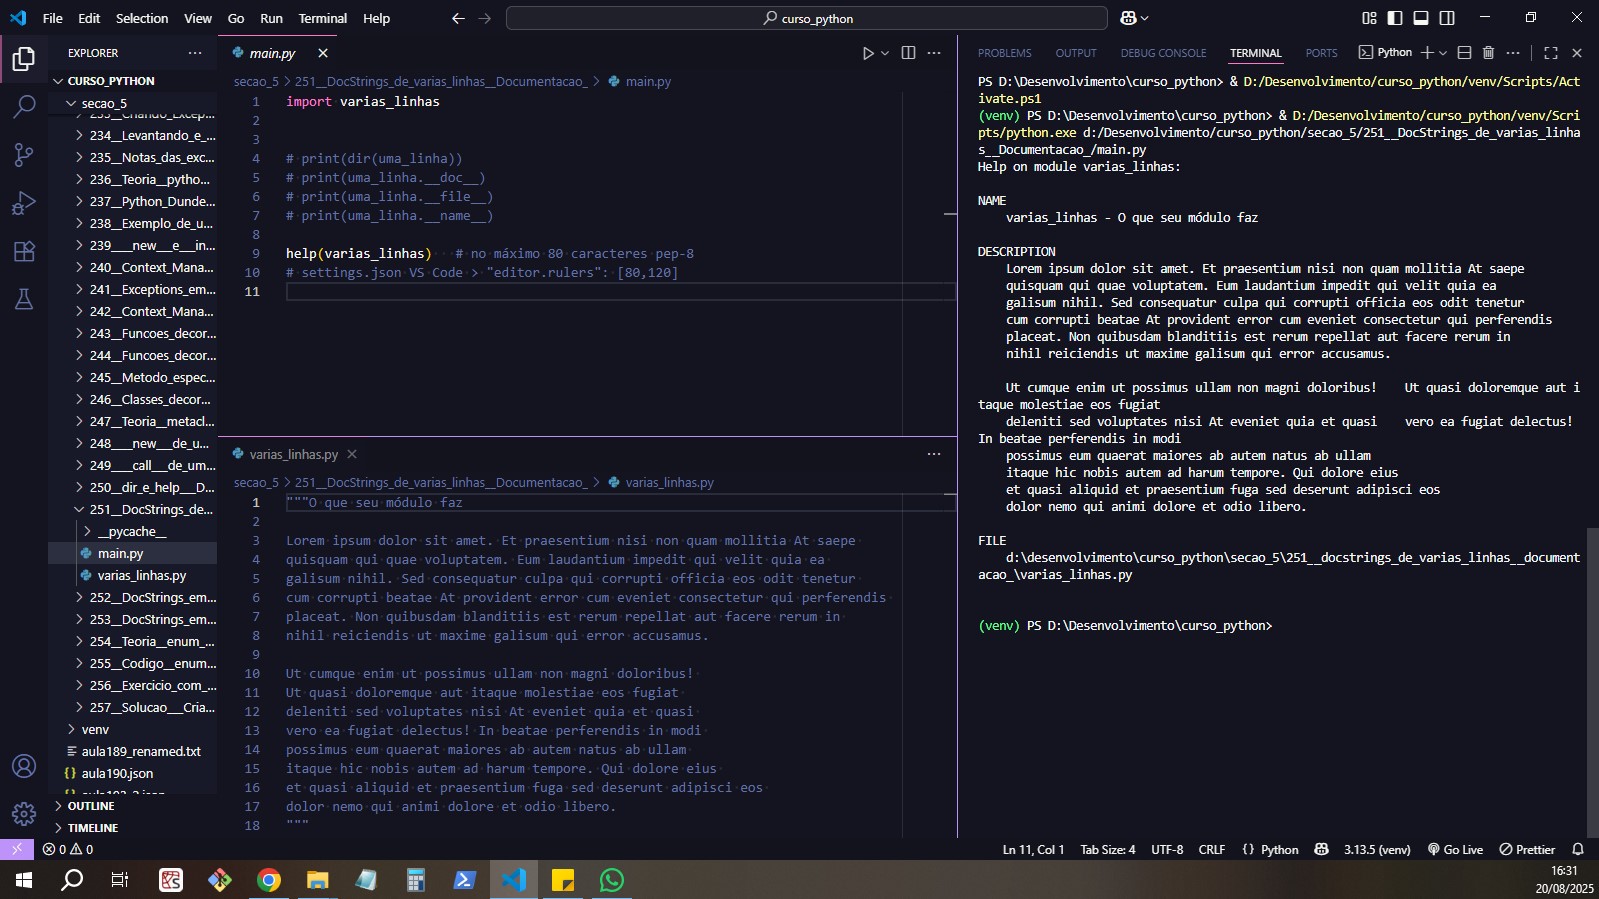 File Edit Selection View Go Run Terminal Help
curso_python
EXPLORER
CURSO_PYTHON
secao_5
233__Criando_Excep...
234__Levantando_e_...
235__Notas_das_exc...
236__Teoria__pytho...
237__Python_Dunde...
238__Exemplo_de_u...
239____new__e__in...
240__Context_Mana...
241__Exceptions_em...
242__Context_Mana...
243__Funcoes_decor...
244__Funcoes_decor...
245__Metodo_espec...
246__Classes_decor...
247__Teoria__metacl...
248____new__de_u...
249____call__de_um...
250__dir_e_help___D...
251__DocStrings_de...
__pycache__
main.py
varias_linhas.py
252__DocStrings_em...
253__DocStrings_em...
254__Teoria__enum_...
255__Codigo__enum...
256__Exercicio_com_...
257__Solucao___Cria...
venv
aula189_renamed.txt
aula190.json
OUTLINE
TIMELINE
main.py
secao_5 > 251__DocStrings_de_varias_linhas__Documentacao_ > main.py
1 import varias_linhas
2
3
4 # print(dir(uma_linha))
5 # print(uma_linha.__doc__)
6 # print(uma_linha.__file__)
7 # print(uma_linha.__name__)
8
9 help(varias_linhas) # no máximo 80 caracteres pep-8
10 # settings.json VS Code > "editor.rulers": [80,120]
11
varias_linhas.py
secao_5 > 251__DocStrings_de_varias_linhas__Documentacao_ > varias_linhas.py
1 """O que seu módulo faz
2
3 Lorem ipsum dolor sit amet. Et praesentium nisi non quam mollitia At saepe
4 quisquam qui quae voluptatem. Eum laudantium impedit qui velit quia ea
5 galisum nihil. Sed consequatur culpa qui corrupti officia eos odit tenetur
6 cum corrupti beatae At provident error cum eveniet consectetur qui perferendis
7 placeat. Non quibusdam blanditiis est rerum repellat aut facere rerum in
8 nihil reiciendis ut maxime galisum qui error accusamus.
9
10 Ut cumque enim ut possimus ullam non magni doloribus!
11 Ut quasi doloremque aut itaque molestiae eos fugiat
12 deleniti sed voluptates nisi At eveniet quia et quasi
13 vero ea fugiat delectus! In beatae perferendis in modi
14 possimus eum quaerat maiores ab autem natus ab ullam
15 itaque hic nobis autem ad harum tempore. Qui dolore eius
16 et quasi aliquid et praesentium fuga sed deserunt adipisci eos
17 dolor nemo qui animi dolore et odio libero.
18 """
PROBLEMS OUTPUT DEBUG CONSOLE TERMINAL PORTS Python
PS D:\Desenvolvimento\curso_python> & D:/Desenvolvimento/curso_python/venv/Scripts/Act
ivate.ps1
(venv) PS D:\Desenvolvimento\curso_python> & D:/Desenvolvimento/curso_python/venv/Scri
pts/python.exe d:/Desenvolvimento/curso_python/secao_5/251__DocStrings_de_varias_linha
s__Documentacao_/main.py
Help on module varias_linhas:
NAME
varias_linhas - O que seu módulo faz
DESCRIPTION
Lorem ipsum dolor sit amet. Et praesentium nisi non quam mollitia At saepe
quisquam qui quae voluptatem. Eum laudantium impedit qui velit quia ea
galisum nihil. Sed consequatur culpa qui corrupti officia eos odit tenetur
cum corrupti beatae At provident error cum eveniet consectetur qui perferendis
placeat. Non quibusdam blanditiis est rerum repellat aut facere rerum in
nihil reiciendis ut maxime galisum qui error accusamus.
Ut cumque enim ut possimus ullam non magni doloribus! Ut quasi doloremque aut i
taque molestiae eos fugiat
deleniti sed voluptates nisi At eveniet quia et quasi vero ea fugiat delectus!
In beatae perferendis in modi
possimus eum quaerat maiores ab autem natus ab ullam
itaque hic nobis autem ad harum tempore. Qui dolore eius
et quasi aliquid et praesentium fuga sed deserunt adipisci eos
dolor nemo qui animi dolore et odio libero.
FILE
d:\desenvolvimento\curso_python\secao_5\251__docstrings_de_varias_linhas__document
acao_\varias_linhas.py
(venv) PS D:\Desenvolvimento\curso_python>
0 0
Ln 11, Col 1 Tab Size: 4 UTF-8 CRLF {} Python 3.13.5 (venv) Go Live Prettier
16:31
20/08/2025